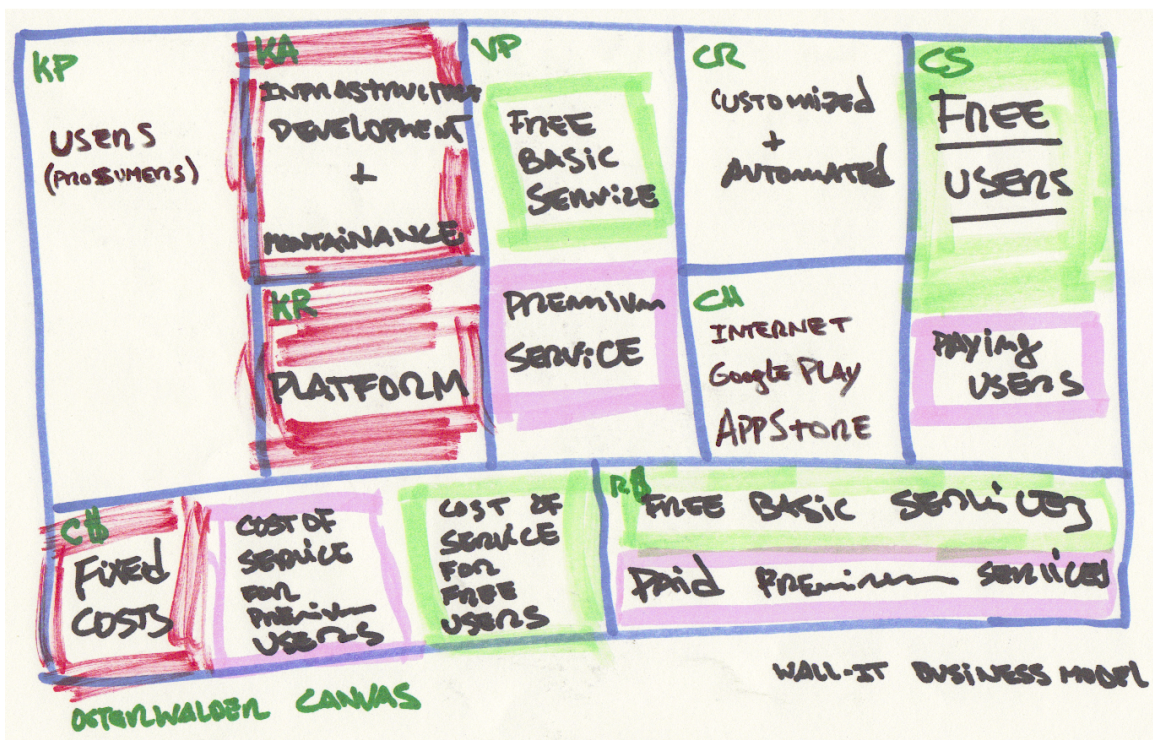 KP
USERS
(PROSSUMERS)
KA
INFRASTRUCTURE
DEVELOPMENT
+
MANTAINANCE
KR
PLATFORM
VP
FREE
BASIC
SERVICE
PREMIUM
SERVICE
CR
CUSTOMIZED
+
AUTOMATED
CH
INTERNET
Google PLAY
APPSTORE
CS
FREE
USERS
PAYING
USERS
C$
FIXED
COSTS
COST OF
SERVICE
FOR
PREMIUM
USERS
COST OF
SERVICE
FOR
FREE
USERS
R$
FREE BASIC SERVICES
PAID PREMIUM SERVICES
WALL-IT BUSINESS MODEL
OSTERWALDER CANVAS